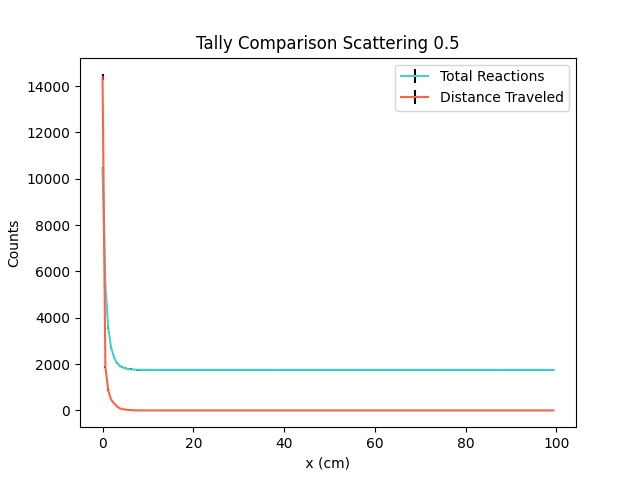 Tally Comparison Scattering 0.5
Total Reactions
Distance Traveled
14000
12000
10000
8000
6000
4000
2000
0
Counts
0 20 40 60 80 100
x (cm)